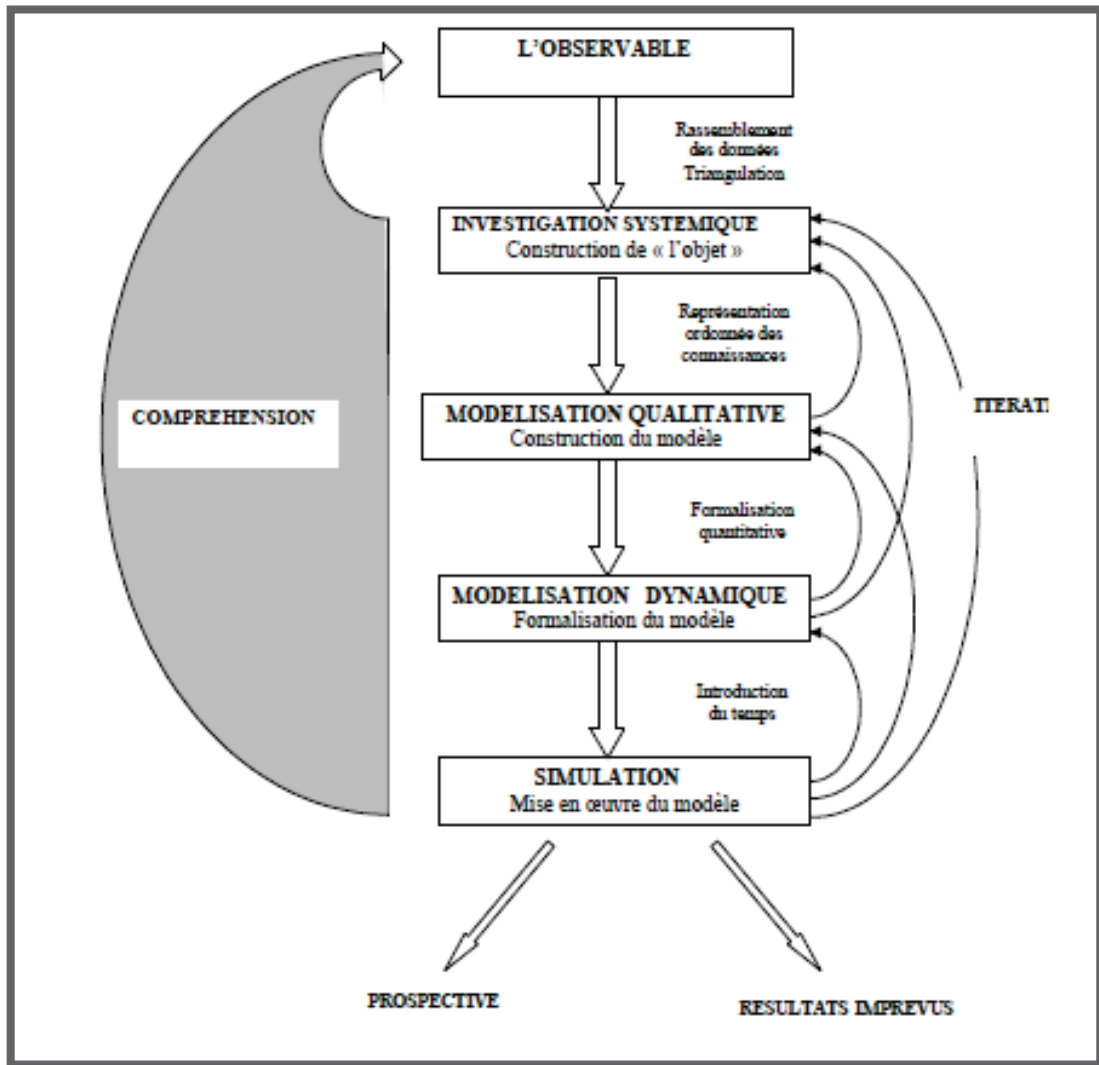 L'OBSERVABLE
Rassemblement
des données
Triangulation
INVESTIGATION SYSTEMIQUE
Construction de « l'objet »
Représentation
ordonnée des
connaissances
COMPREHENSION
ITERATI
MODELISATION QUALITATIVE
Construction du modèle
Formalisation
quantitative
MODELISATION DYNAMIQUE
Formalisation du modèle
Introduction
du temps
SIMULATION
Mise en œuvre du modèle
PROSPECTIVE
RESULTATS IMPREVUS